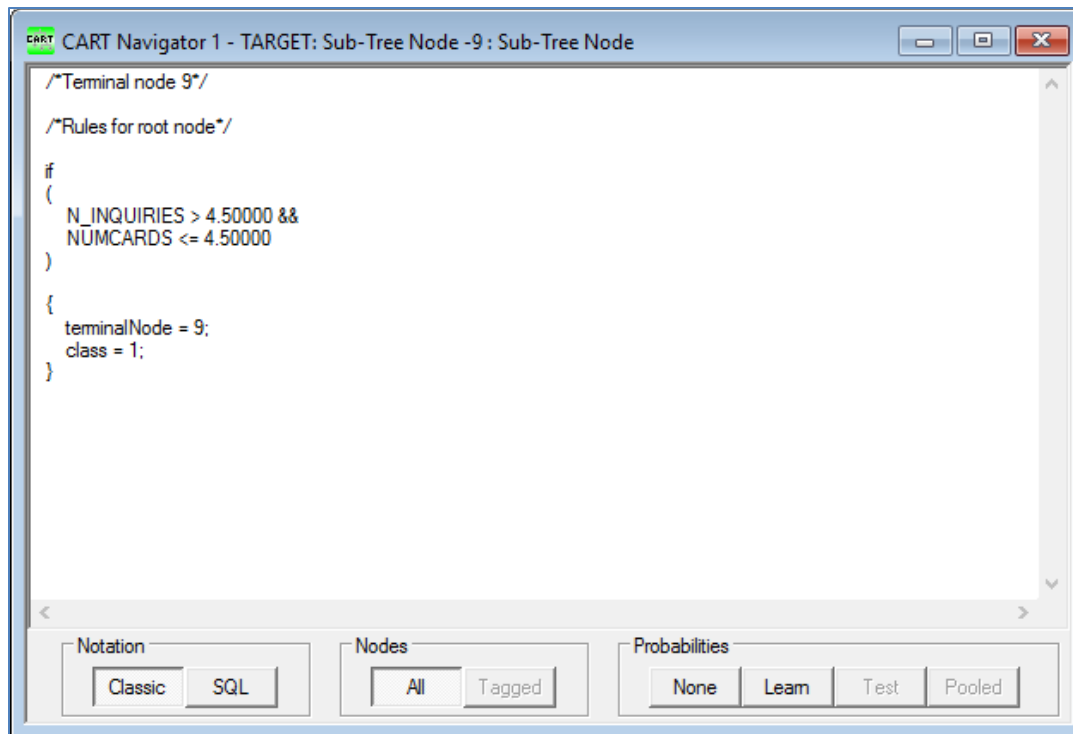 CART CART Navigator 1 - TARGET: Sub-Tree Node -9 : Sub-Tree Node
/*Terminal node 9*/
/*Rules for root node*/
if
(
N_INQUIRIES > 4.50000 &&
NUMCARDS <= 4.50000
)
{
terminalNode = 9;
class = 1;
}
Notation Nodes Probabilities
Classic SQL All Tagged None Learn Test Pooled